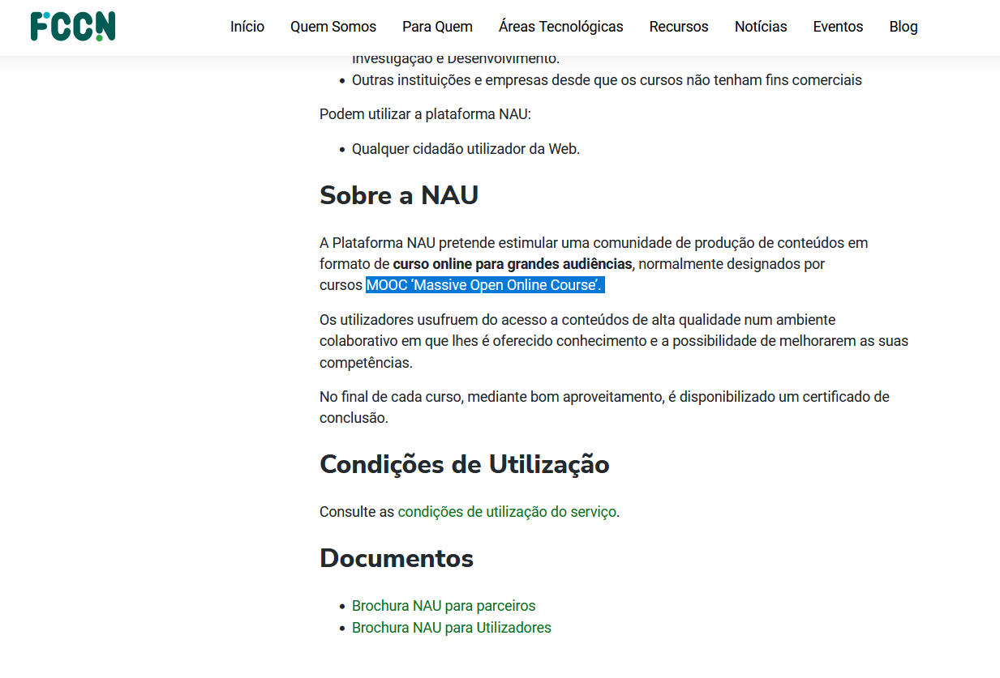 FCCN
Início Quem Somos Para Quem Áreas Tecnológicas Recursos Notícias Eventos Blog
Investigação e Desenvolvimento.
• Outras instituições e empresas desde que os cursos não tenham fins comerciais
Podem utilizar a plataforma NAU:
• Qualquer cidadão utilizador da Web.
Sobre a NAU
A Plataforma NAU pretende estimular uma comunidade de produção de conteúdos em
formato de curso online para grandes audiências, normalmente designados por
cursos MOOC ‘Massive Open Online Course’.
Os utilizadores usufruem do acesso a conteúdos de alta qualidade num ambiente
colaborativo em que lhes é oferecido conhecimento e a possibilidade de melhorarem as suas
competências.
No final de cada curso, mediante bom aproveitamento, é disponibilizado um certificado de
conclusão.
Condições de Utilização
Consulte as condições de utilização do serviço.
Documentos
• Brochura NAU para parceiros
• Brochura NAU para Utilizadores